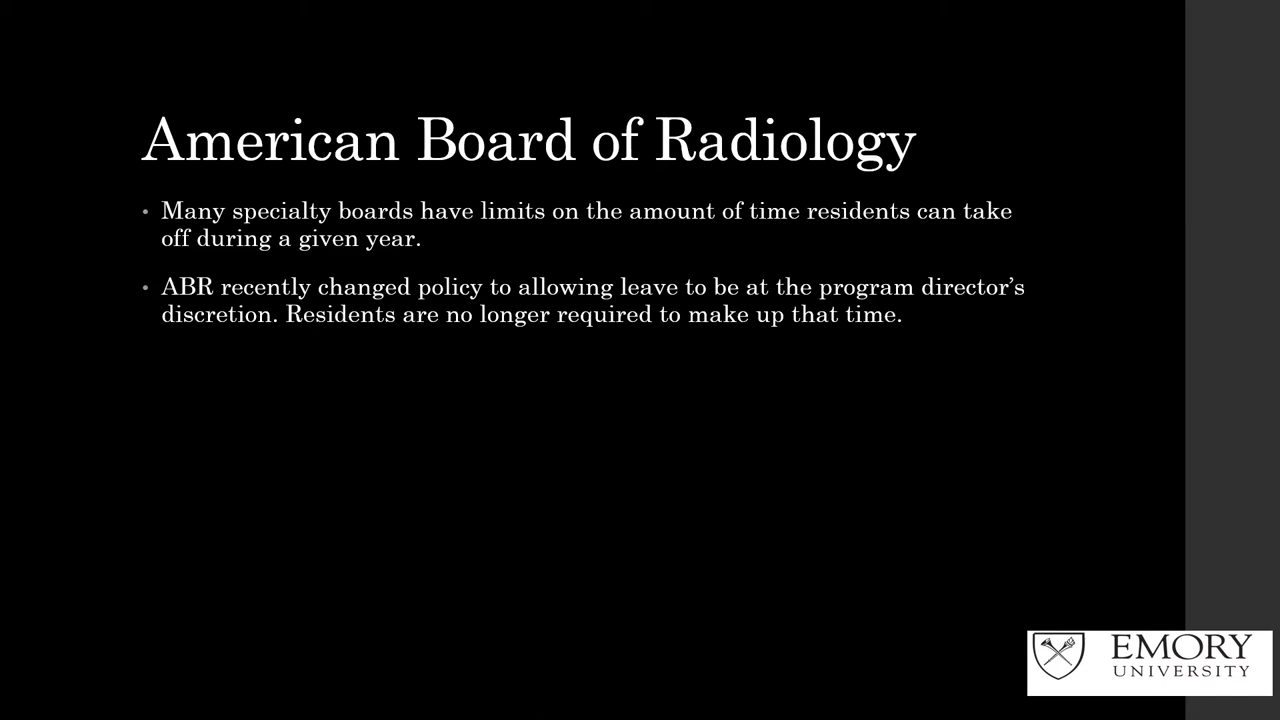 American Board of Radiology
• Many specialty boards have limits on the amount of time residents can take
off during a given year.
• ABR recently changed policy to allowing leave to be at the program director’s
discretion. Residents are no longer required to make up that time.
EMORY
UNIVERSITY